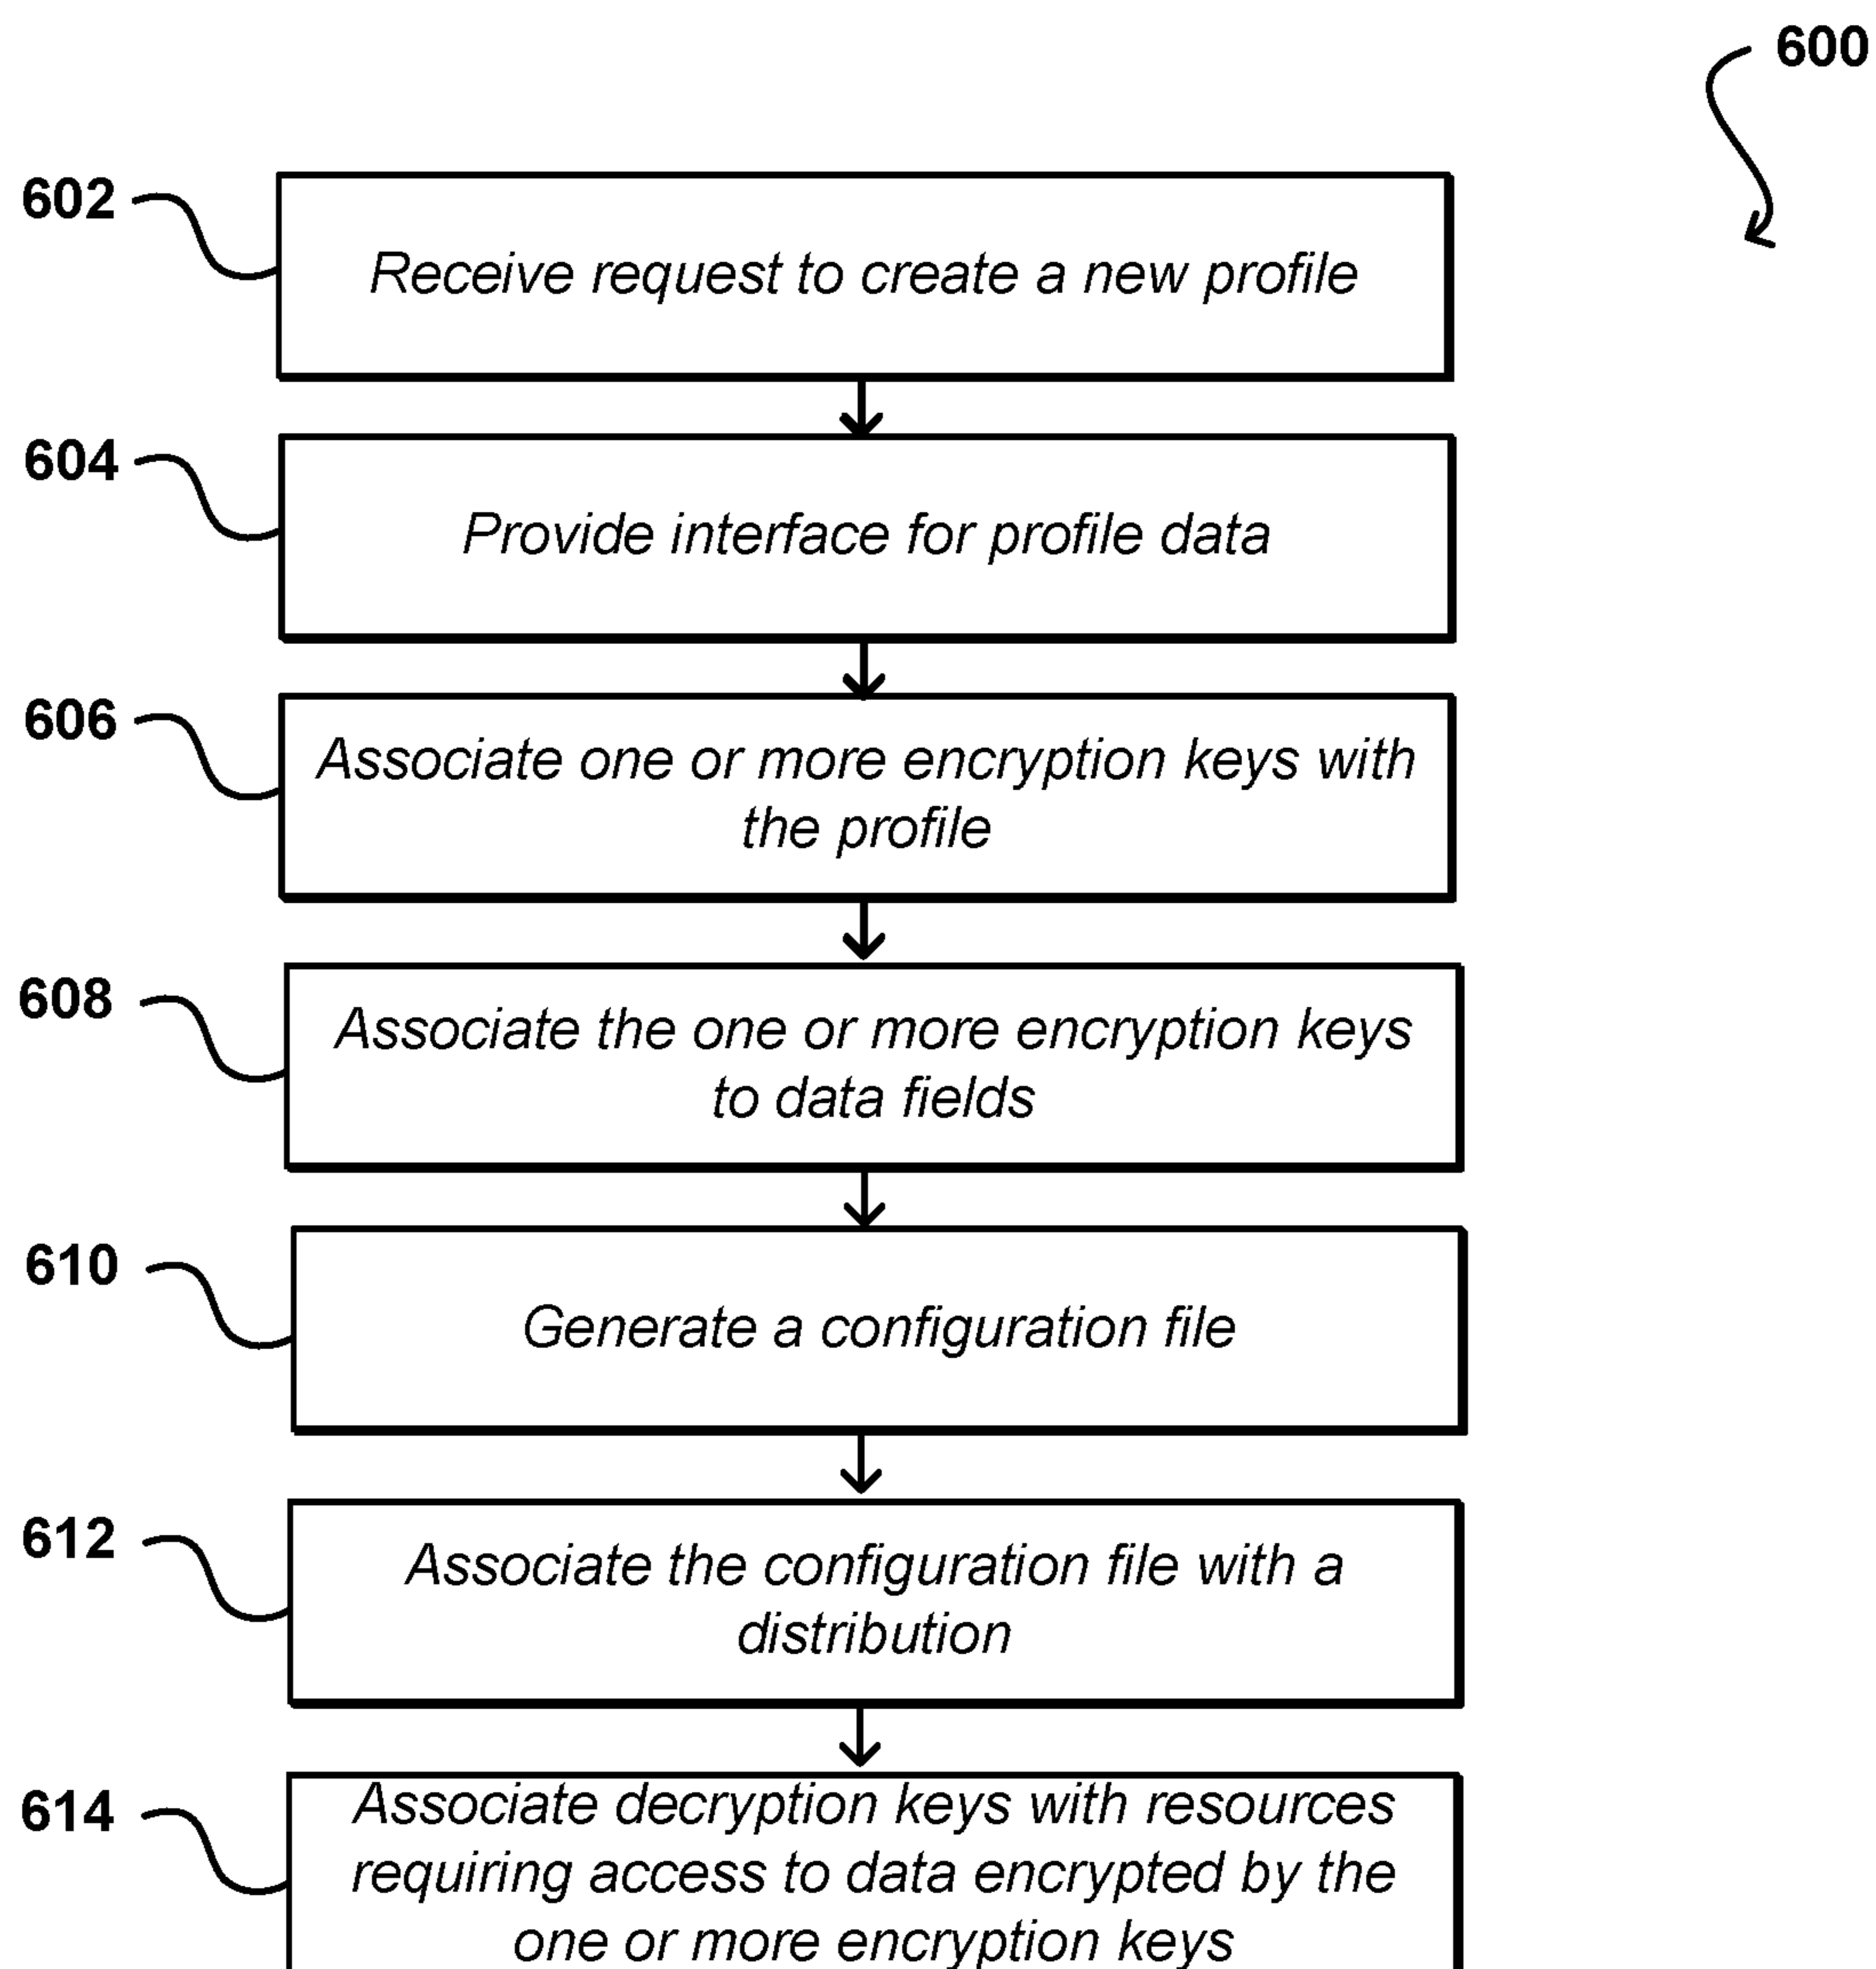 600
602
Receive request to create a new profile
604
Provide interface for profile data
606
Associate one or more encryption keys with
the profile
608
Associate the one or more encryption keys
to data fields
610
Generate a configuration file
612
Associate the configuration file with a
distribution
614
Associate decryption keys with resources
requiring access to data encrypted by the
one or more encryption keys